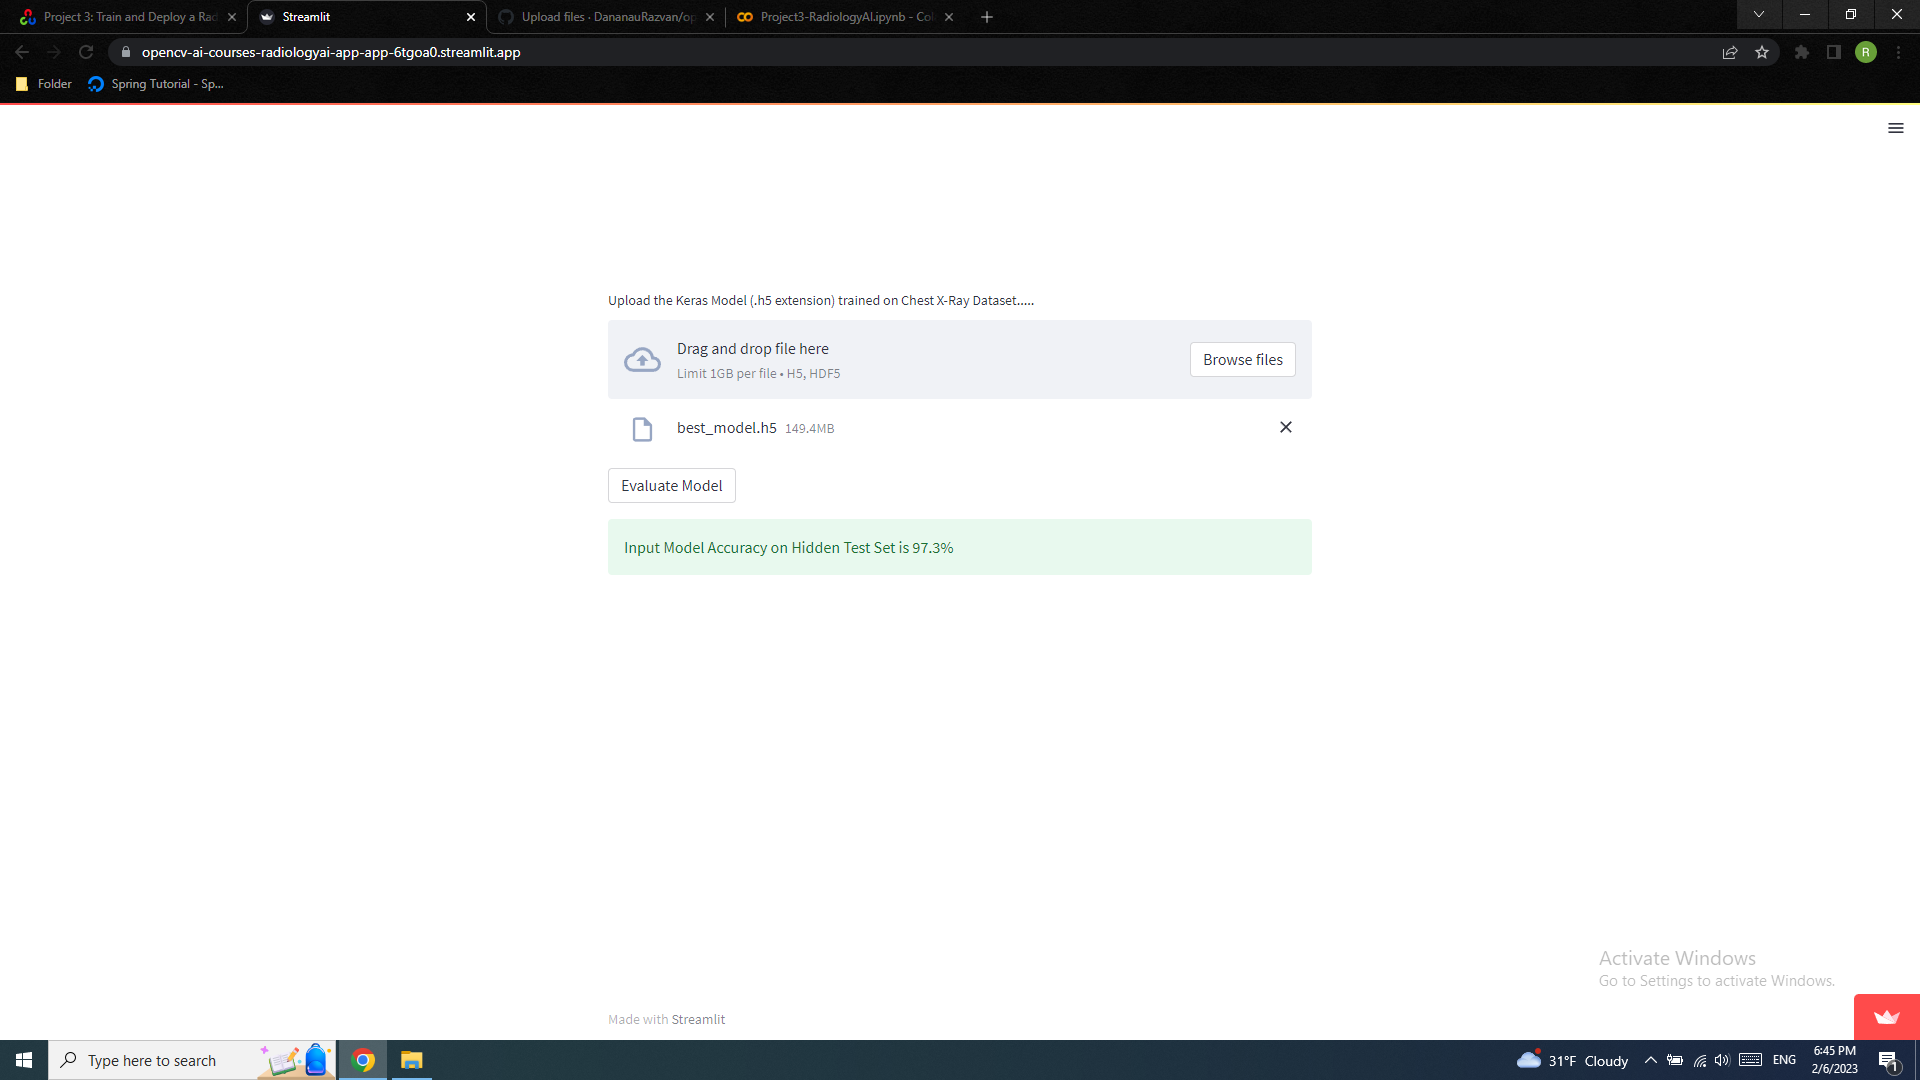 Project 3: Train and Deploy a Rad
Streamlit
Upload files · DananauRazvan/op
Project3-RadiologyAI.ipynb - Col
opencv-ai-courses-radiologyai-app-app-6tgoa0.streamlit.app
R
Folder
Spring Tutorial - Sp...
Upload the Keras Model (.h5 extension) trained on Chest X-Ray Dataset.....
Drag and drop file here
Limit 1GB per file • H5, HDF5
Browse files
best_model.h5 149.4MB
Evaluate Model
Input Model Accuracy on Hidden Test Set is 97.3%
Activate Windows
Go to Settings to activate Windows.
Made with Streamlit
Type here to search
31°F Cloudy
ENG
6:45 PM
2/6/2023
1